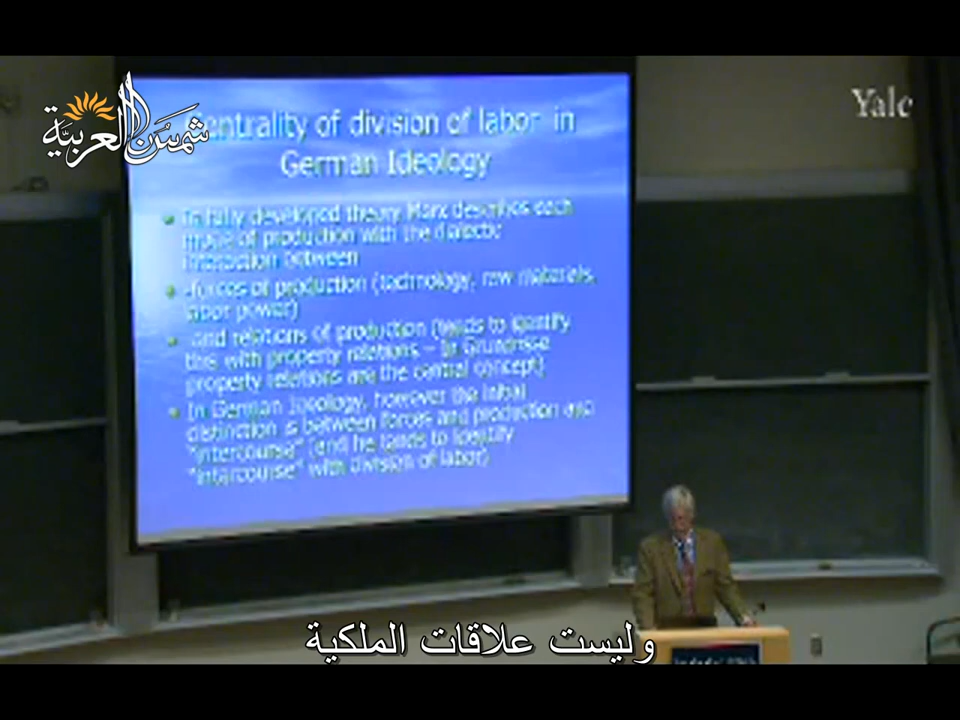 شمس العربية
Yale
Centrality of division of labor in
German Ideology
In fully developed theory Marx describes each
mode of production with the dialectic
interaction between
-forces of production (technology, raw materials,
labor power)
-and relations of production (tends to identify
this with property relations – In Grundrisse
property relations are the central concept)
In German Ideology, however the initial
distinction is between forces and production and
"intercourse" (and he tends to identify
"intercourse" with division of labor)
وليست علاقات الملكية